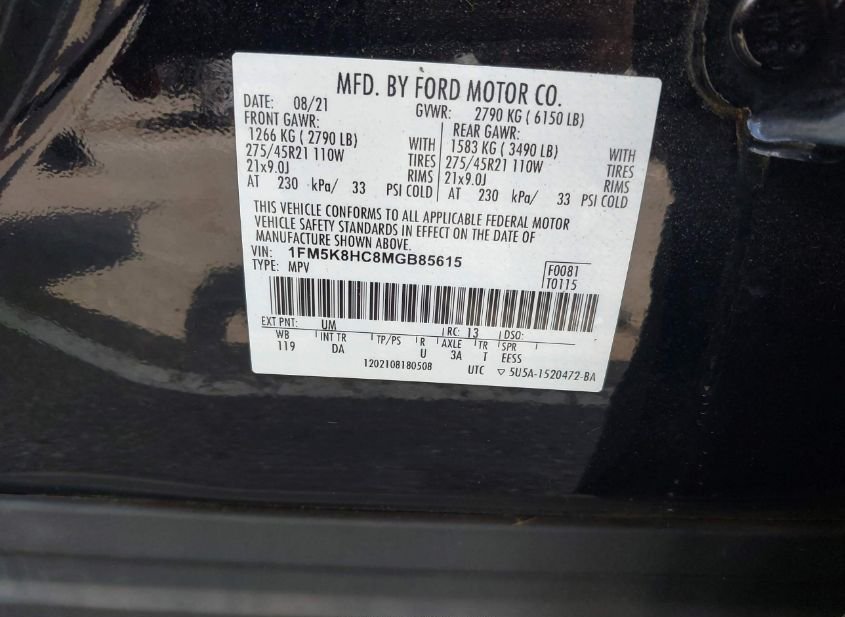 MFD. BY FORD MOTOR CO.
DATE: 08/21 GVWR: 2790 KG ( 6150 LB)
FRONT GAWR: REAR GAWR:
1266 KG ( 2790 LB) WITH 1583 KG ( 3490 LB) WITH
275/45R21 110W TIRES 275/45R21 110W TIRES
21x9.0J RIMS 21x9.0J RIMS
AT 230 kPa/ 33 PSI COLD AT 230 kPa/ 33 PSI COLD
THIS VEHICLE CONFORMS TO ALL APPLICABLE FEDERAL MOTOR
VEHICLE SAFETY STANDARDS IN EFFECT ON THE DATE OF
MANUFACTURE SHOWN ABOVE.
VIN: 1FM5K8HC8MGB85615
TYPE: MPV F0081
T0115
EXT PNT: UM RC: 13 DSO:
WB INT TR TP/PS R AXLE TR SPR
119 DA U 3A T EESS
1202108180508 UTC ▽ 5U5A-1520472-BA